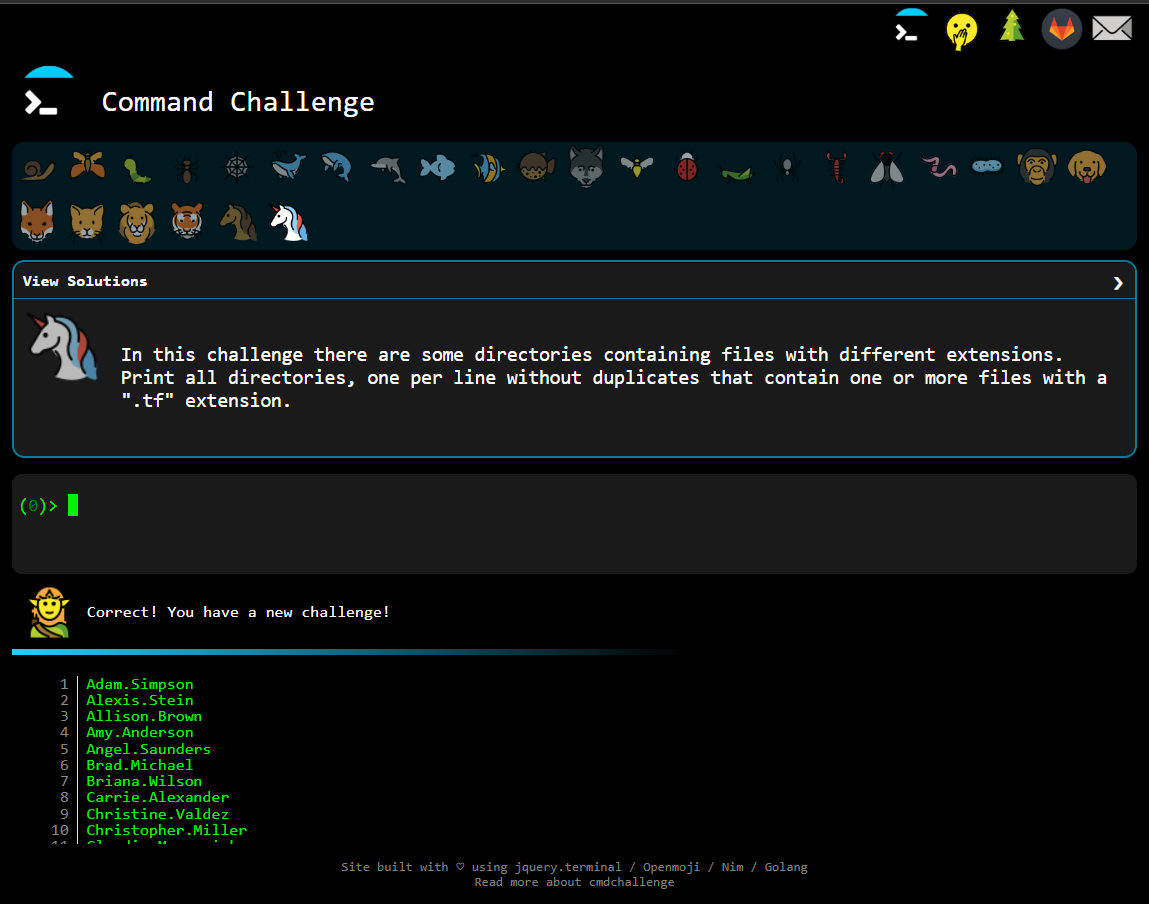 Command Challenge
View Solutions
In this challenge there are some directories containing files with different extensions.
Print all directories, one per line without duplicates that contain one or more files with a
".tf" extension.
(0)>
Correct! You have a new challenge!
1 Adam.Simpson
2 Alexis.Stein
3 Allison.Brown
4 Amy.Anderson
5 Angel.Saunders
6 Brad.Michael
7 Briana.Wilson
8 Carrie.Alexander
9 Christine.Valdez
10 Christopher.Miller
Site built with ♡ using jquery.terminal / Openmoji / Nim / Golang
Read more about cmdchallenge